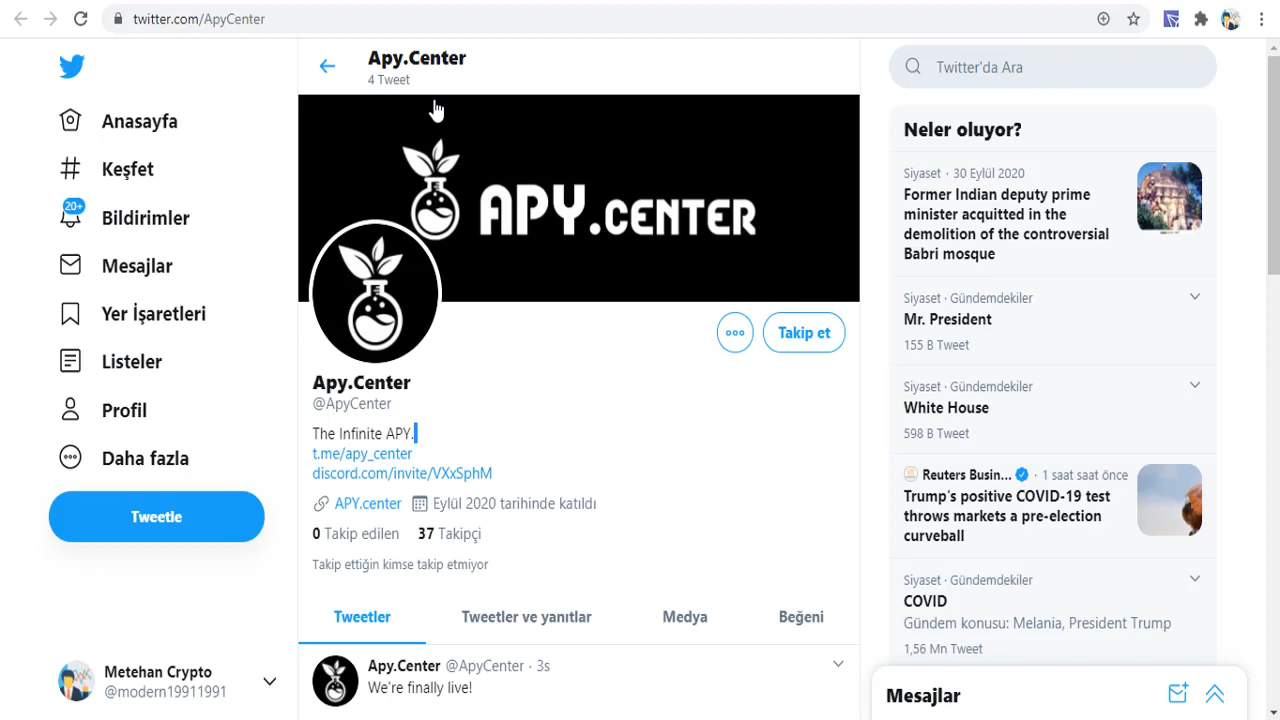 twitter.com/ApyCenter
Apy.Center
4 Tweet
Twitter'da Ara
Anasayfa
Keşfet
20+
Bildirimler
Mesajlar
Yer İşaretleri
Listeler
Profil
Daha fazla
Tweetle
Metehan Crypto
@modern19911991
APY.CENTER
Takip et
Apy.Center
@ApyCenter
The Infinite APY.
t.me/apy_center
discord.com/invite/VXxSphM
APY.center Eylül 2020 tarihinde katıldı
0 Takip edilen 37 Takipçi
Takip ettiğin kimse takip etmiyor
Tweetler Tweetler ve yanıtlar Medya Beğeni
Apy.Center @ApyCenter · 3s
We're finally live!
Neler oluyor?
Siyaset · 30 Eylül 2020
Former Indian deputy prime
minister acquitted in the
demolition of the controversial
Babri mosque
Siyaset · Gündemdekiler
Mr. President
155 B Tweet
Siyaset · Gündemdekiler
White House
598 B Tweet
Reuters Busin... · 1 saat saat önce
Trump's positive COVID-19 test
throws markets a pre-election
curveball
Siyaset · Gündemdekiler
COVID
Gündem konusu: Melania, President Trump
1,56 Mn Tweet
Mesajlar